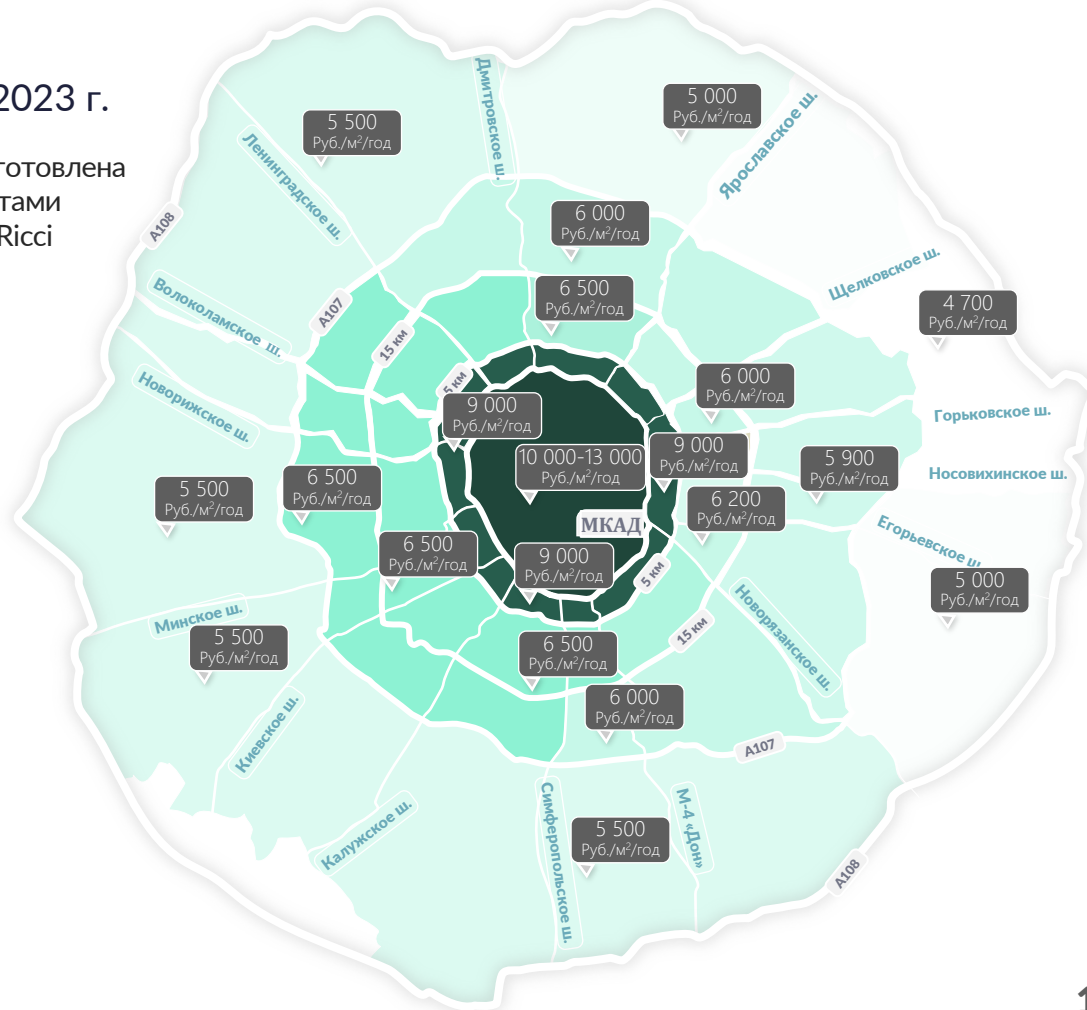 2023 г.
готовлена
тами
Ricci
5 500
Руб./м²/год
5 000
Руб./м²/год
Дмитровское ш.
Ярославское ш.
Ленинградское ш.
A108
6 000
Руб./м²/год
Щелковское ш.
6 500
Руб./м²/год
4 700
Руб./м²/год
Волоколамское ш.
A107
15 км
5 км
6 000
Руб./м²/год
Новорижское ш.
9 000
Руб./м²/год
Горьковское ш.
10 000-13 000
Руб./м²/год
9 000
Руб./м²/год
5 900
Руб./м²/год
Носовихинское ш.
5 500
Руб./м²/год
6 500
Руб./м²/год
6 200
Руб./м²/год
МКАД
Егорьевское ш.
6 500
Руб./м²/год
9 000
Руб./м²/год
5 км
5 000
Руб./м²/год
Минское ш.
5 500
Руб./м²/год
6 500
Руб./м²/год
15 км
Новорязанское ш.
6 000
Руб./м²/год
Киевское ш.
A107
Калужское ш.
Симферопольское ш.
5 500
Руб./м²/год
М-4 «Дон»
A108
1